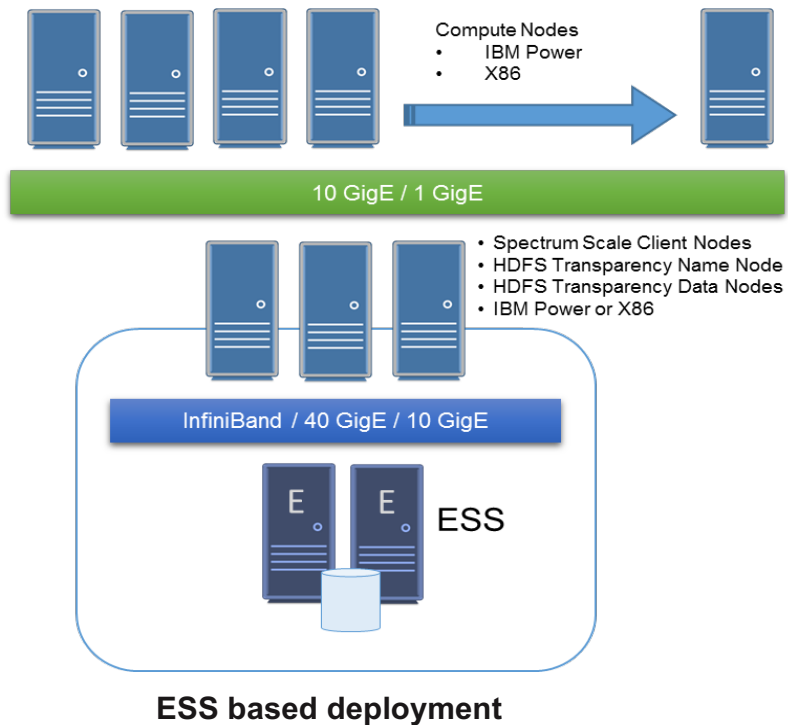 Compute Nodes
• IBM Power
• X86
10 GigE / 1 GigE
• Spectrum Scale Client Nodes
• HDFS Transparency Name Node
• HDFS Transparency Data Nodes
• IBM Power or X86
InfiniBand / 40 GigE / 10 GigE
E E
ESS
ESS based deployment